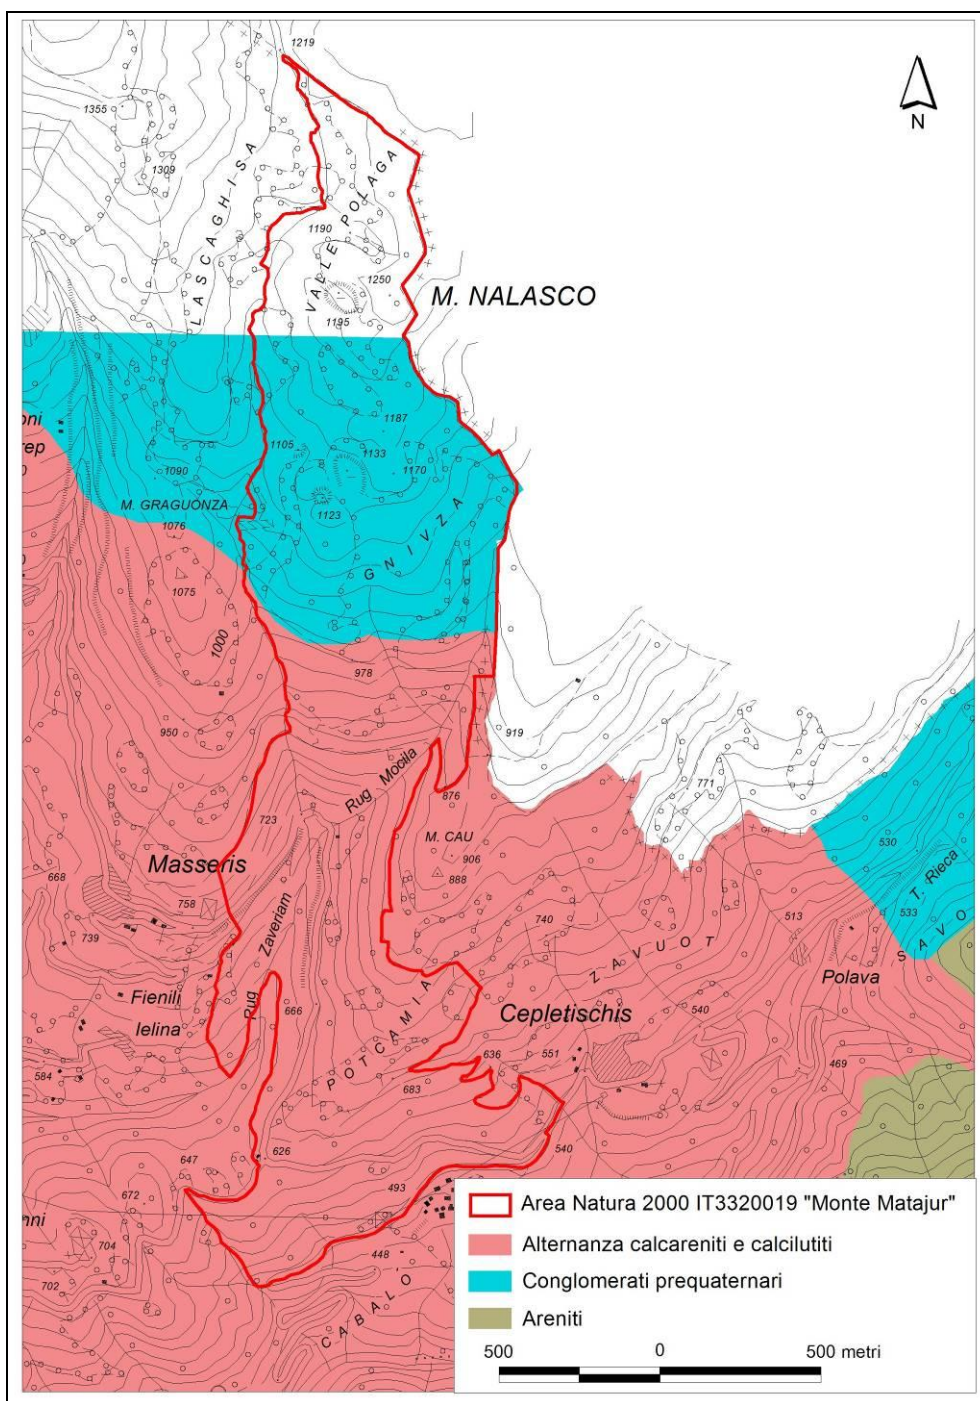 1219
1355
N
1309
LASCAGHISA
VALLE POLAGA
1190
1250
M. NALASCO
1195
1187
oni
1105
1133
rep
1090
1170
M. GRAGUONZA
1123
1076
GNIVIZA
1075
1000
978
950
919
Rug Mocila
771
876
723
M. CAU
530
Masseris
906
T. Rieca
668
888
758
533
740
513
SAVO
739
Rug Zaveriam
ZAVUOT
Polava
Fienili
Ielina
666
POTCAMIA
Cepletischis
540
636
551
584
683
469
626
540
647
672
493
nni
704
448
702
CABALO
Area Natura 2000 IT3320019 "Monte Matajur"
Alternanza calcareniti e calcilutiti
Conglomerati prequaternari
Areniti
500 0 500 metri